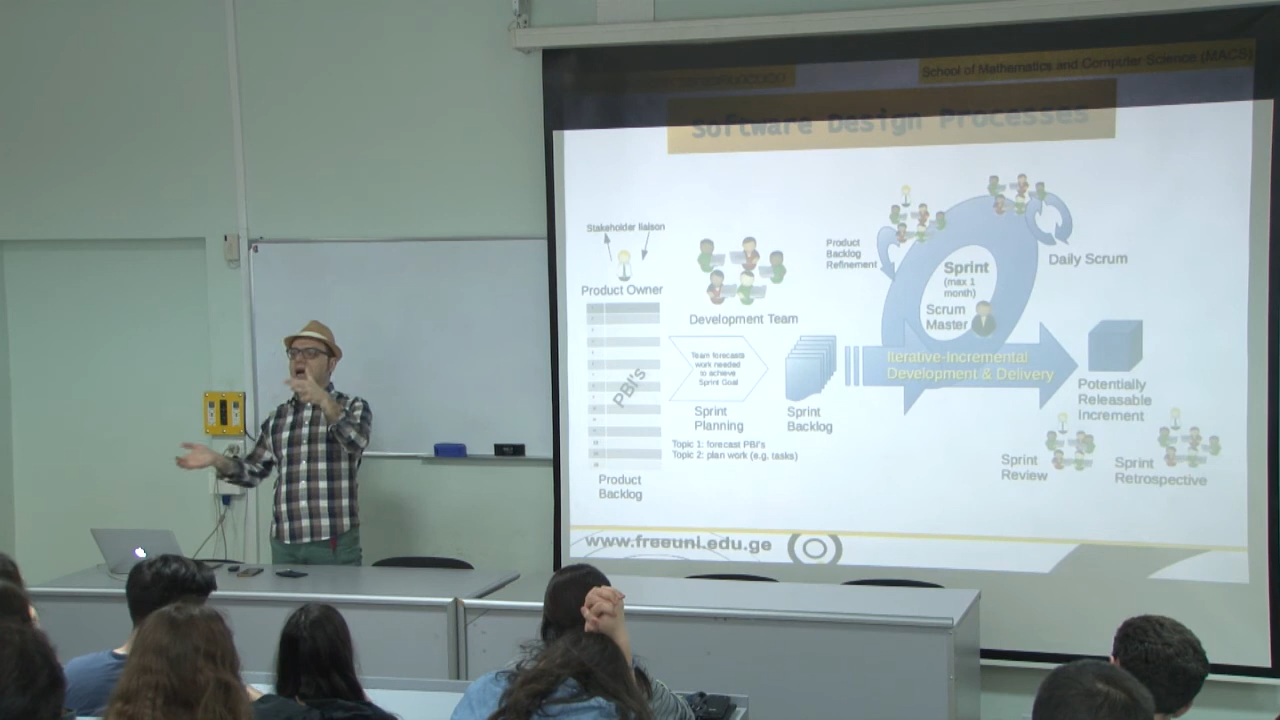 School of Mathematics and Computer Science (MACS)
Software Design Processes
Stakeholder liaison
Product Owner
PBI's
Product
Backlog
Development Team
Team forecasts
work needed
to achieve
Sprint Goal
Sprint
Planning
Topic 1: forecast PBI's
Topic 2: plan work (e.g. tasks)
Sprint
Backlog
Product
Backlog
Refinement
Sprint
(max 1
month)
Scrum
Master
Daily Scrum
Iterative-Incremental
Development & Delivery
Potentially
Releasable
Increment
Sprint
Review
Sprint
Retrospective
www.freeuni.edu.ge